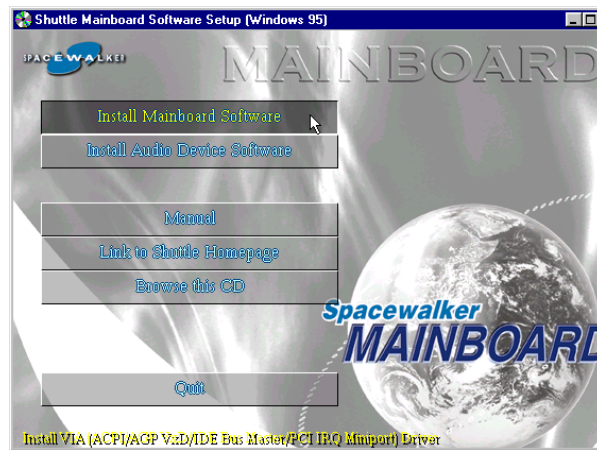 Shuttle Mainboard Software Setup (Windows 95)
SPACEWALKER
MAINBOARD
Install Mainboard Software
Install Audio Device Software
Manual
Link to Shuttle Homepage
Browse this CD
Spacewalker
MAINBOARD
Quit
Install VIA (ACPI/AGP VxD/IDE Bus Master/PCI IRQ Miniport) Driver